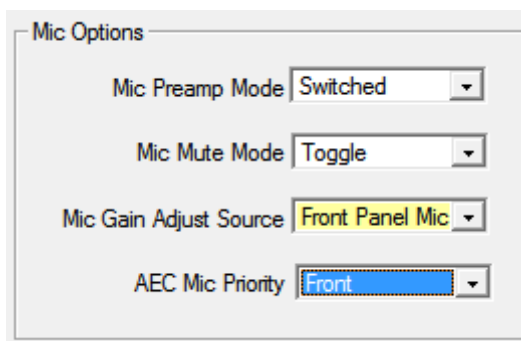 Mic Options
Mic Preamp Mode Switched
Mic Mute Mode Toggle
Mic Gain Adjust Source Front Panel Mic
AEC Mic Priority Front